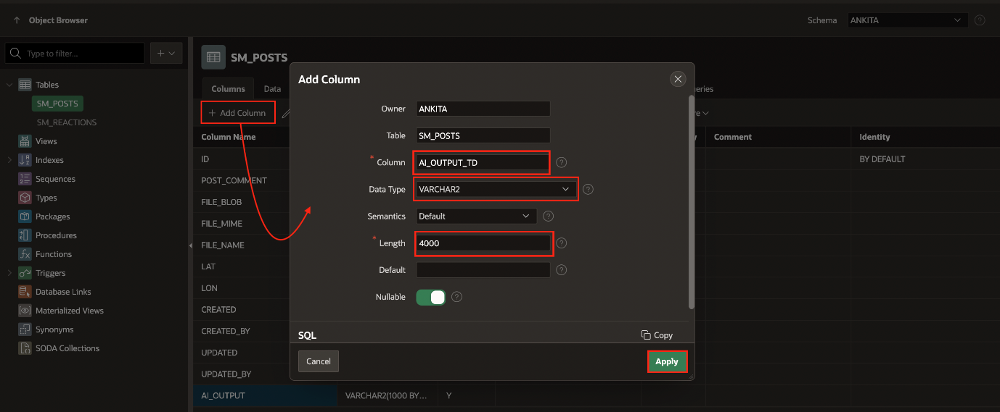 Object Browser
Schema
ANKITA
Type to filter...
SM_POSTS
Tables
SM_POSTS
SM_REACTIONS
Views
Indexes
Sequences
Types
Packages
Procedures
Functions
Triggers
Database Links
Materialized Views
Synonyms
SODA Collections
Columns
Data
Add Column
Column Name
Comment
Identity
ID
BY DEFAULT
POST_COMMENT
FILE_BLOB
FILE_MIME
FILE_NAME
LAT
LON
CREATED
CREATED_BY
UPDATED
UPDATED_BY
AI_OUTPUT
VARCHAR2(1000 BY...
Y
Add Column
Owner
ANKITA
Table
SM_POSTS
* Column
AI_OUTPUT_TD
Data Type
VARCHAR2
Semantics
Default
* Length
4000
Default
Nullable
SQL
Copy
Cancel
Apply